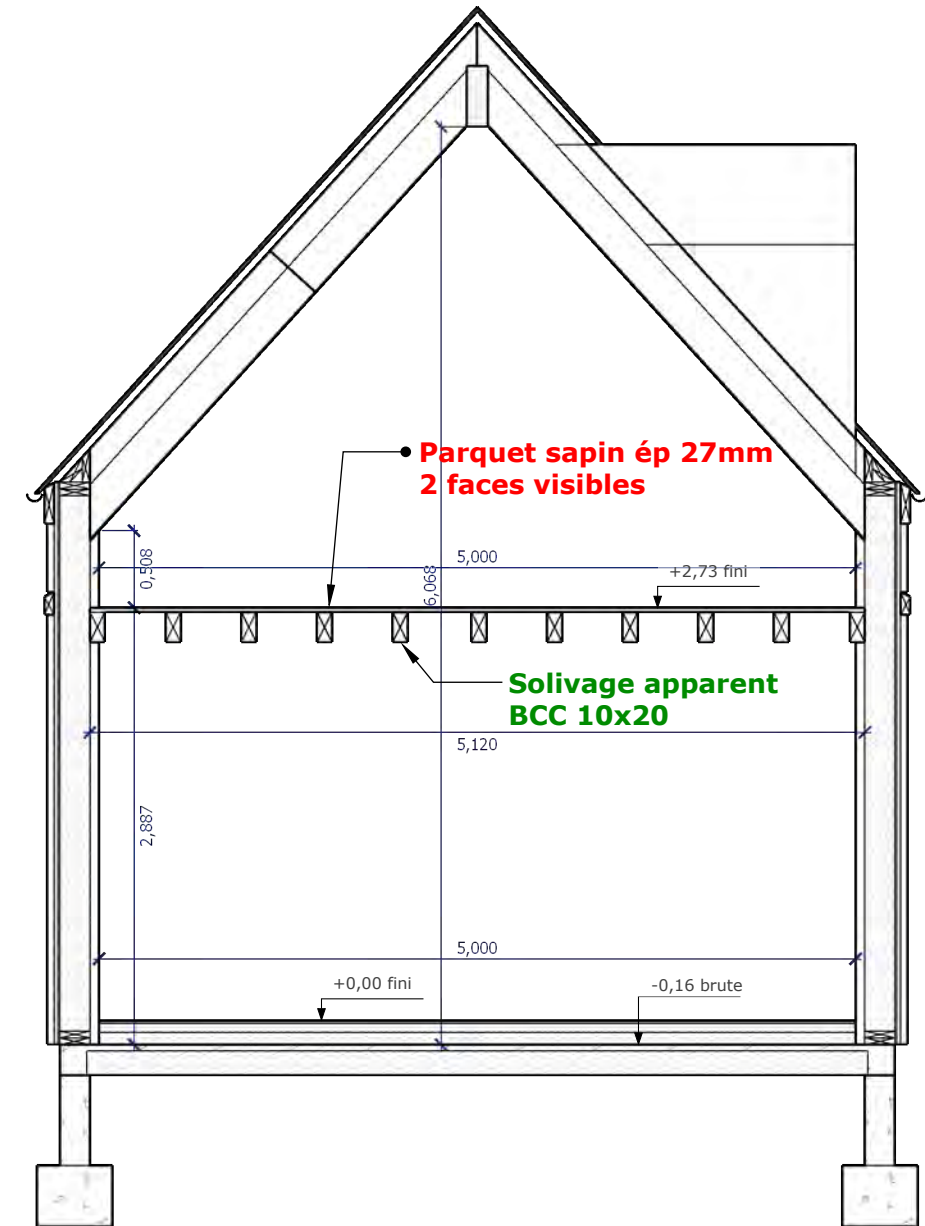 Parquet sapin ép 27mm
2 faces visibles
0,508
5,000
6,068
+2,73 fini
Solivage apparent
BCC 10x20
5,120
2,887
5,000
+0,00 fini
-0,16 brute